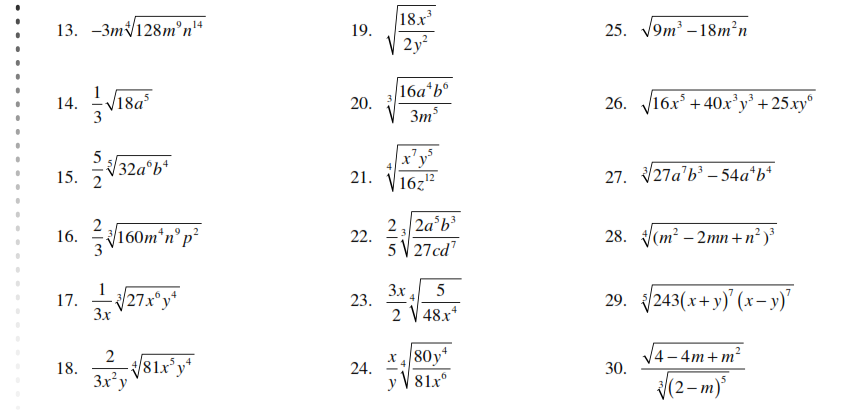 13. −3m∜(128m⁹n¹⁴)
14. 1/3 √(18a⁵)
15. 5/2 ⁵√(32a⁶b⁴)
16. 2/3 ∛(160m⁴n⁹p²)
17. 1/(3x) ∛(27x⁶y⁴)
18. 2/(3x²y) ∜(81x⁵y⁴)
19. √(18x³/(2y²))
20. ∛(16a⁴b⁶/(3m⁵))
21. ∜(x⁷y⁵/(16z¹²))
22. 2/5 ∛(2a⁵b³/(27cd⁷))
23. 3x/2 ∜(5/(48x⁴))
24. x/y ∜(80y⁴/(81x⁶))
25. √(9m³ − 18m²n)
26. √(16x⁵ + 40x³y³ + 25xy⁶)
27. ∛(27a⁷b³ − 54a⁴b⁴)
28. ∜((m² − 2mn + n²)³)
29. ⁵√(243(x + y)⁷(x − y)⁷)
30. √(4 − 4m + m²)/∛((2 − m)⁵)